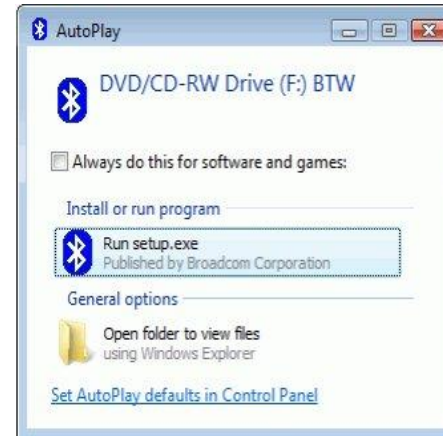 AutoPlay
DVD/CD-RW Drive (F:) BTW
Always do this for software and games:
Install or run program
Run setup.exe
Published by Broadcom Corporation
General options
Open folder to view files
using Windows Explorer
Set AutoPlay defaults in Control Panel